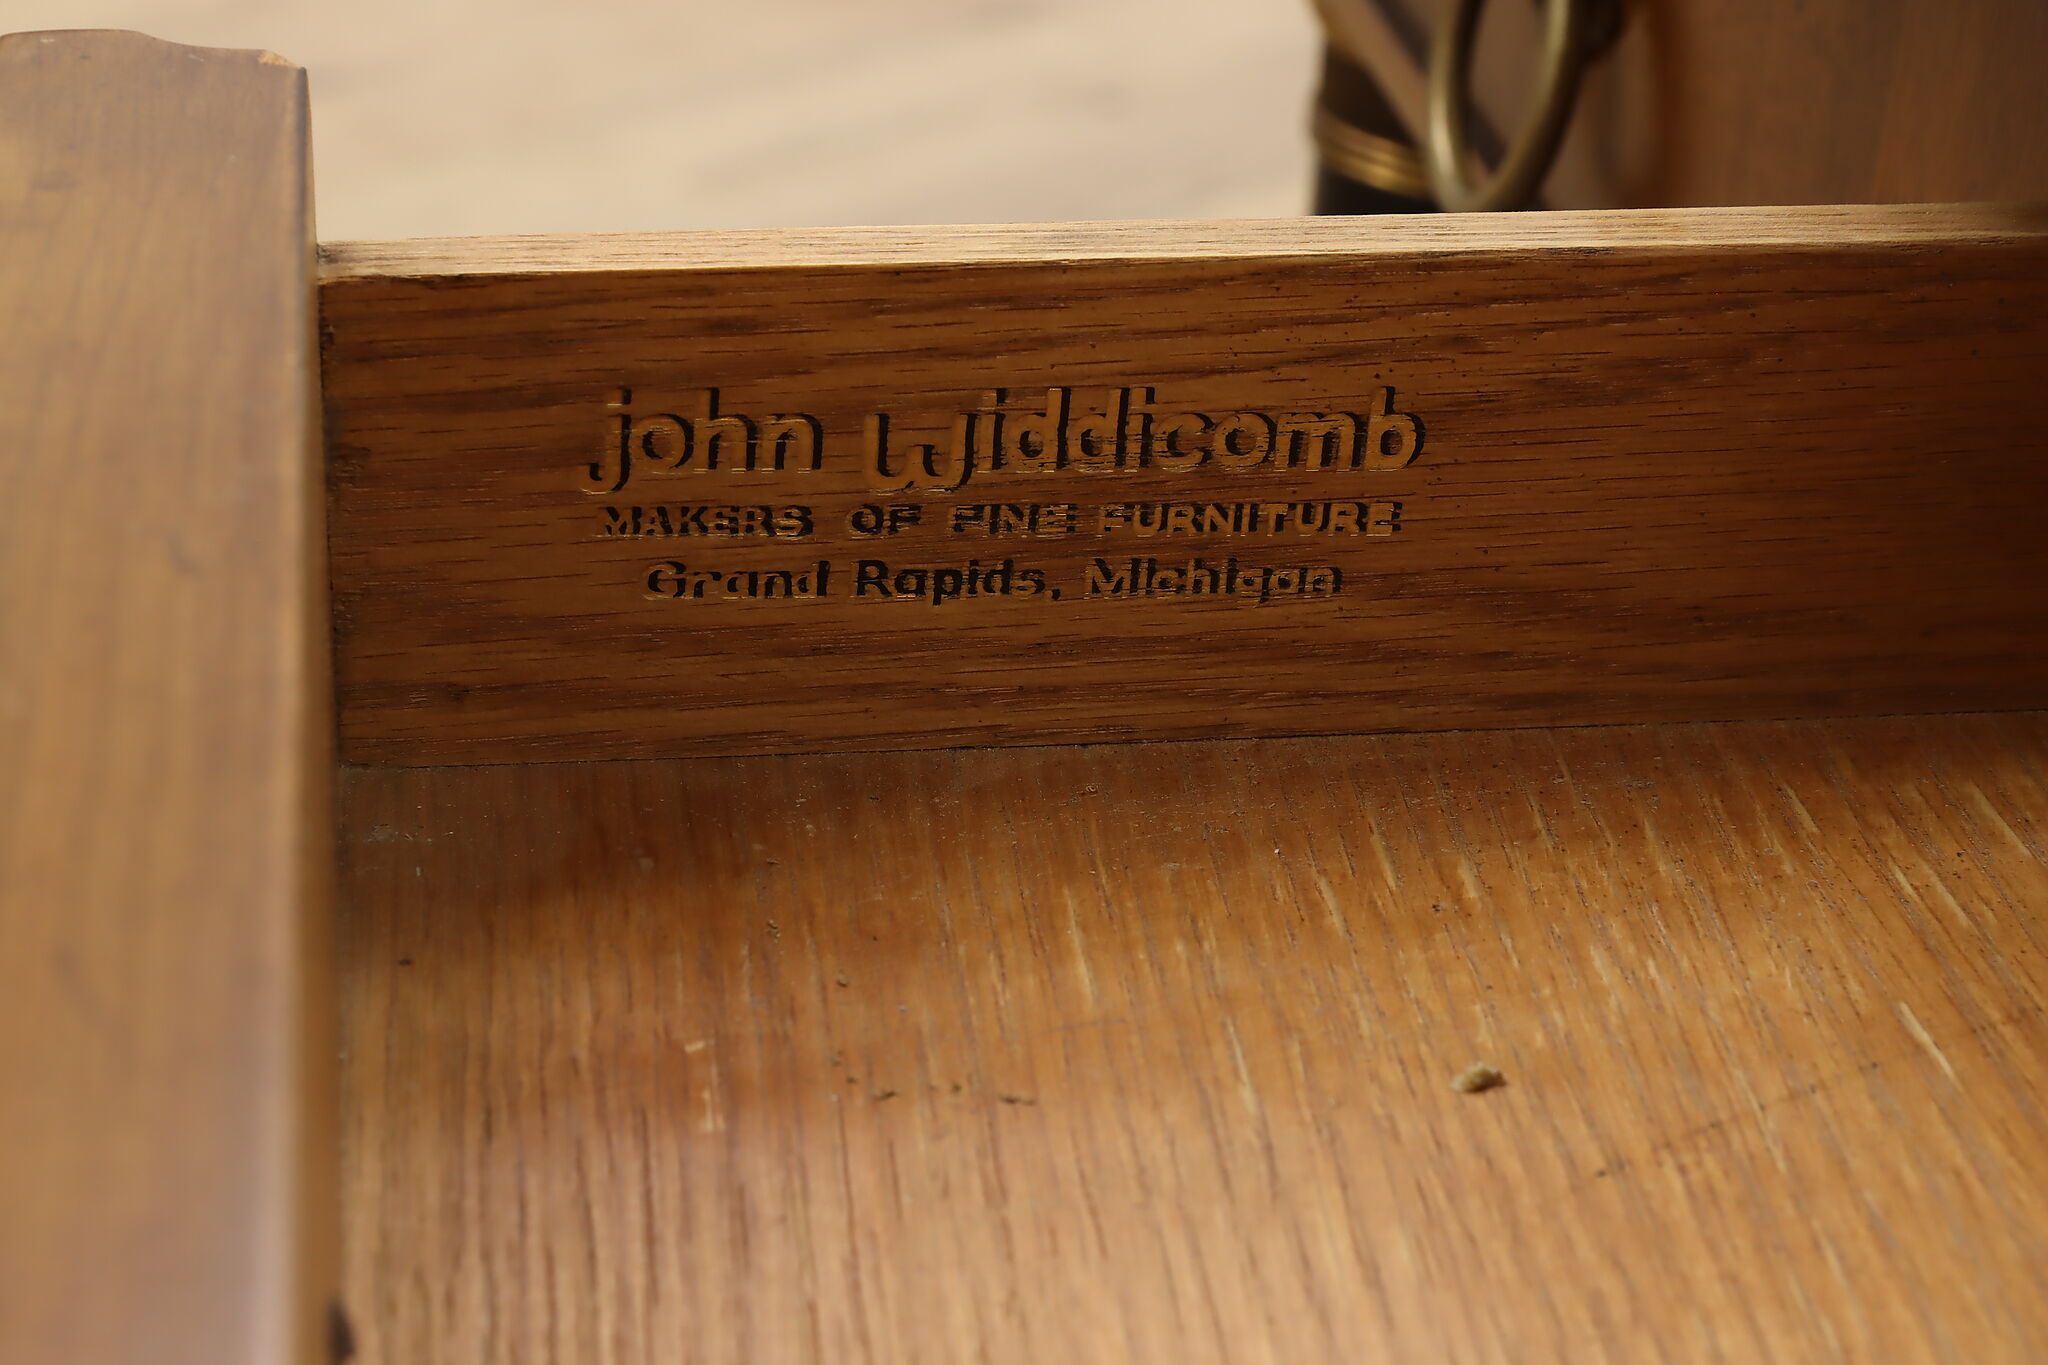 john widdicomb
MAKERS OF FINE FURNITURE
Grand Rapids, Michigan